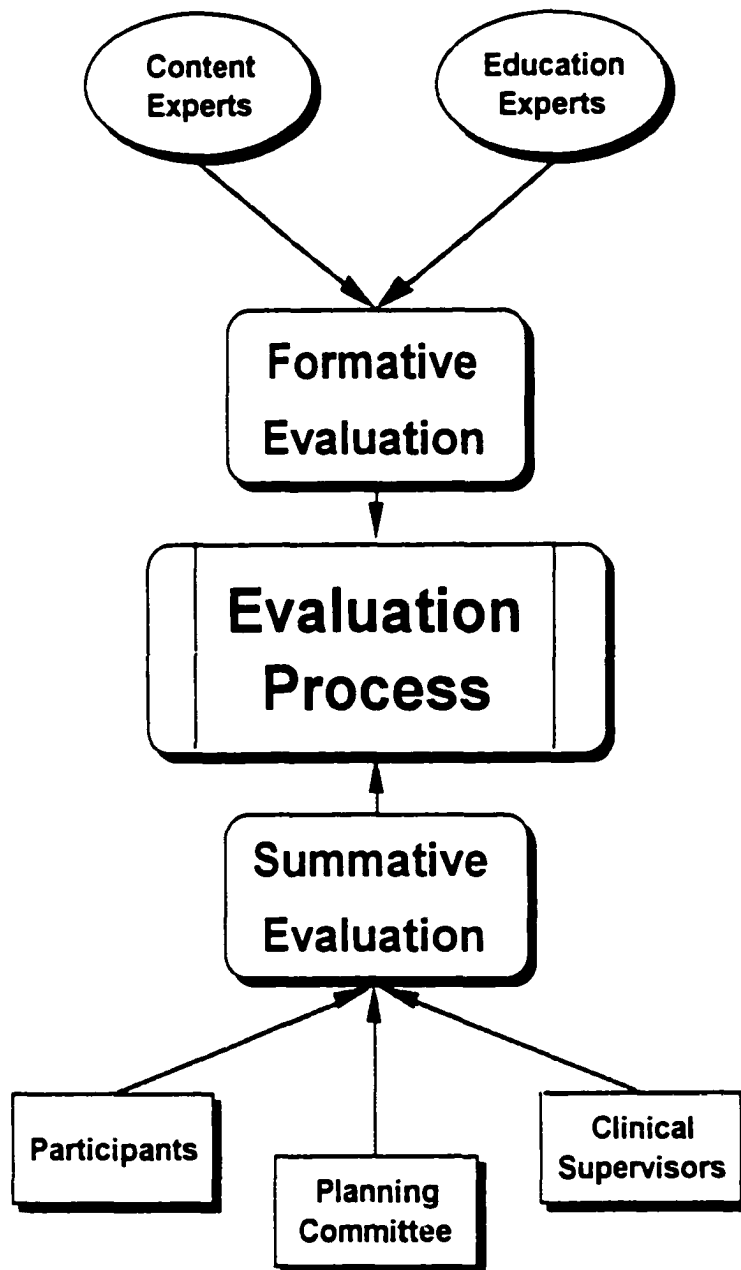 Content
Experts
Education
Experts
Formative
Evaluation
Evaluation
Process
Summative
Evaluation
Participants
Planning
Committee
Clinical
Supervisors